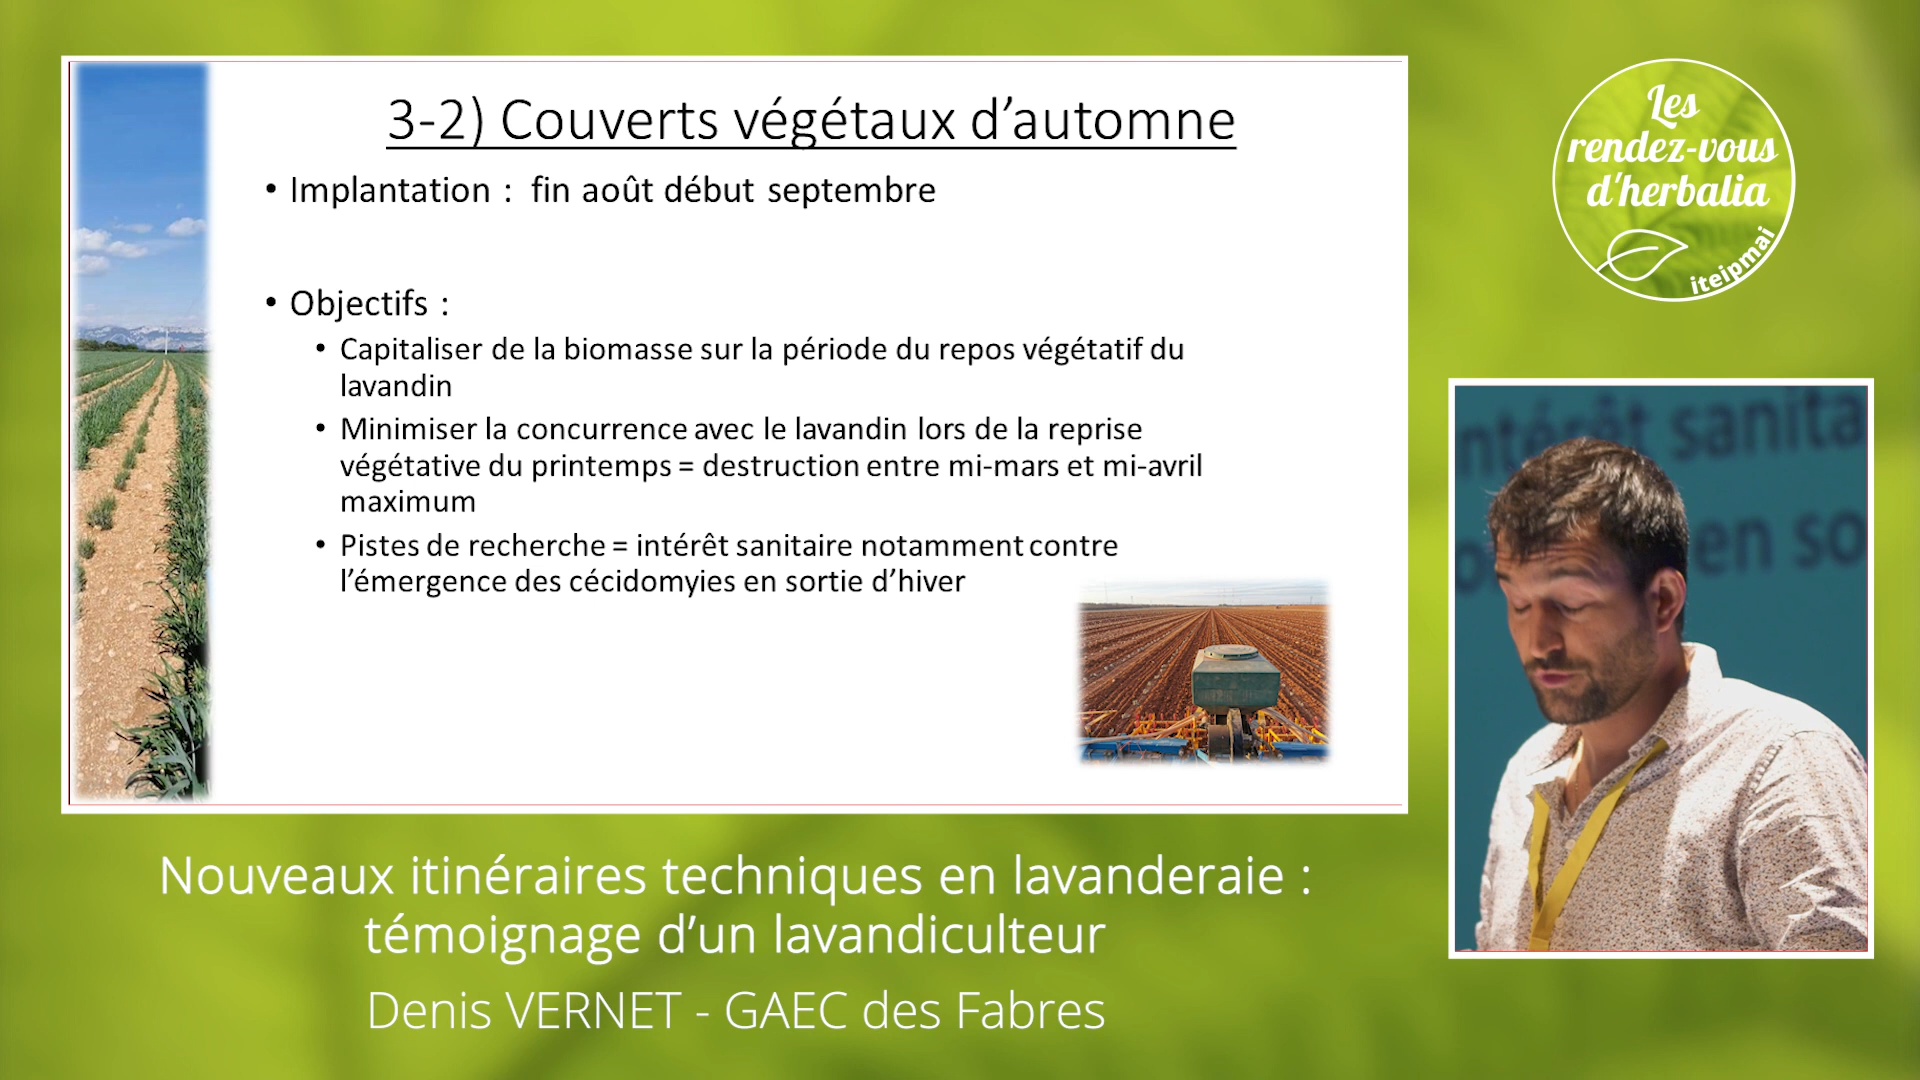 3-2) Couverts végétaux d’automne
• Implantation : fin août début septembre
• Objectifs :
• Capitaliser de la biomasse sur la période du repos végétatif du
lavandin
• Minimiser la concurrence avec le lavandin lors de la reprise
végétative du printemps = destruction entre mi-mars et mi-avril
maximum
• Pistes de recherche = intérêt sanitaire notamment contre
l’émergence des cécidomyies en sortie d’hiver
Les
rendez-vous
d'herbalia
iteipmai
ntérêt sanita
en so
Nouveaux itinéraires techniques en lavanderaie :
témoignage d’un lavandiculteur
Denis VERNET - GAEC des Fabres